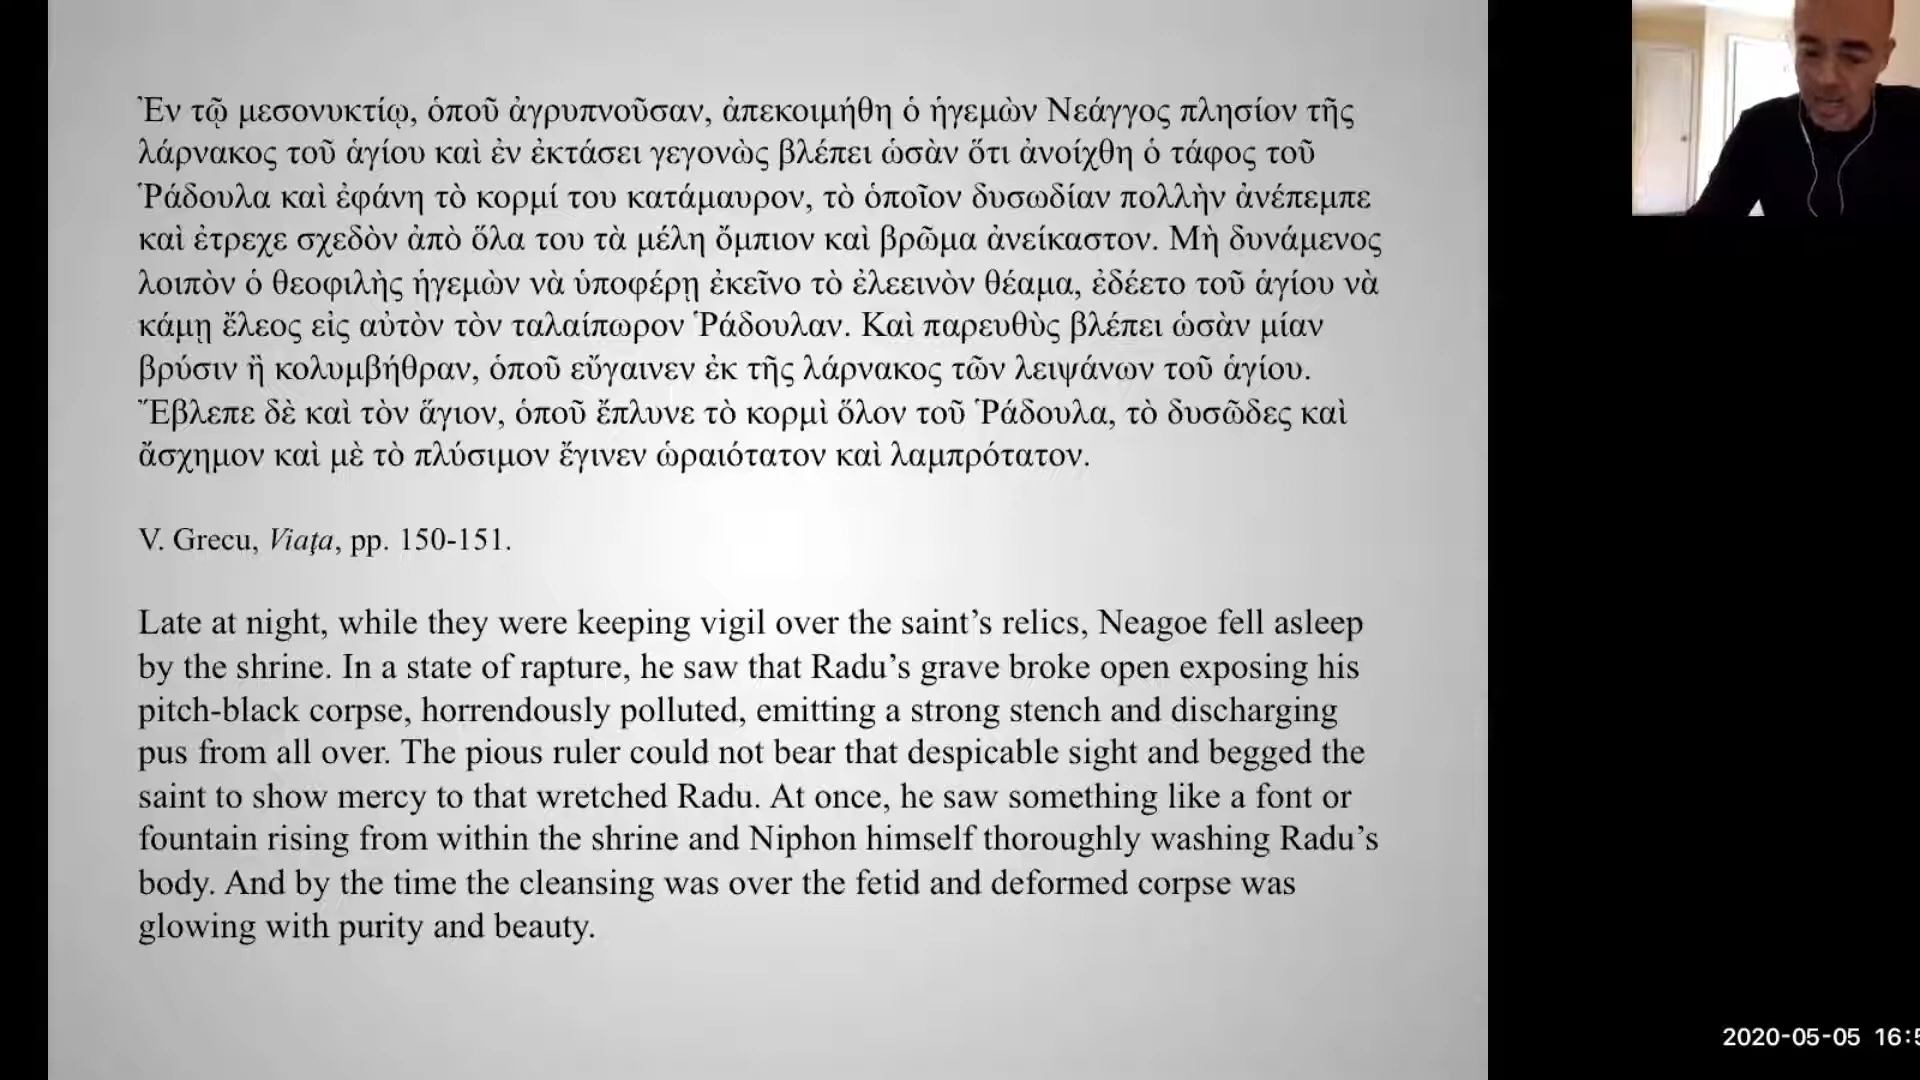 Ἐν τῷ μεσονυκτίῳ, ὁποῦ ἀγρυπνοῦσαν, ἀπεκοιμήθη ὁ ἡγεμὼν Νεάγγος πλησίον τῆς
λάρνακος τοῦ ἁγίου καὶ ἐν ἐκτάσει γεγονὼς βλέπει ὡσὰν ὅτι ἀνοίχθη ὁ τάφος τοῦ
Ῥάδουλα καὶ ἐφάνη τὸ κορμί του κατάμαυρον, τὸ ὁποῖον δυσωδίαν πολλὴν ἀνέπεμπε
καὶ ἐτρεχε σχεδὸν ἀπὸ ὅλα του τὰ μέλη ὄμπιον καὶ βρῶμα ἀνείκαστον. Μὴ δυνάμενος
λοιπὸν ὁ θεοφιλὴς ἡγεμὼν νὰ ὑποφέρῃ ἐκεῖνο τὸ ἐλεεινὸν θέαμα, ἐδέετο τοῦ ἁγίου νὰ
κάμῃ ἔλεος εἰς αὐτὸν τὸν ταλαίπωρον Ῥάδουλαν. Καὶ παρευθὺς βλέπει ὡσὰν μίαν
βρύσιν ἢ κολυμβήθραν, ὁποῦ εὔγαινεν ἐκ τῆς λάρνακος τῶν λειψάνων τοῦ ἁγίου.
Ἔβλεπε δὲ καὶ τὸν ἅγιον, ὁποῦ ἔπλυνε τὸ κορμὶ ὅλον τοῦ Ῥάδουλα, τὸ δυσῶδες καὶ
ἄσχημον καὶ μὲ τὸ πλύσιμον ἔγινεν ὡραιότατον καὶ λαμπρότατον.
V. Grecu, Viaţa, pp. 150-151.
Late at night, while they were keeping vigil over the saint’s relics, Neagoe fell asleep
by the shrine. In a state of rapture, he saw that Radu’s grave broke open exposing his
pitch-black corpse, horrendously polluted, emitting a strong stench and discharging
pus from all over. The pious ruler could not bear that despicable sight and begged the
saint to show mercy to that wretched Radu. At once, he saw something like a font or
fountain rising from within the shrine and Niphon himself thoroughly washing Radu’s
body. And by the time the cleansing was over the fetid and deformed corpse was
glowing with purity and beauty.
2020-05-05 16:5